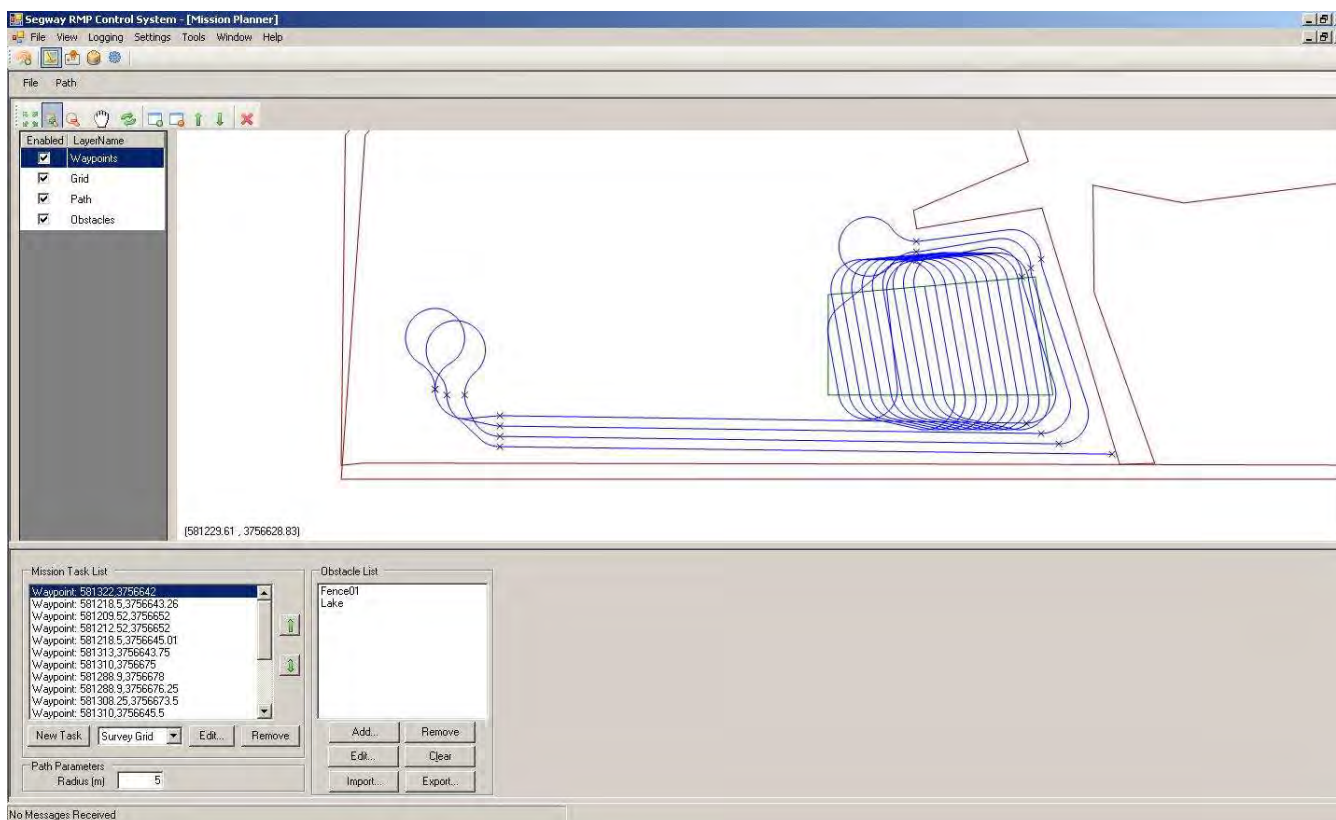 Segway RMP Control System - [Mission Planner]
File View Logging Settings Tools Window Help
File Path
Enabled LayerName
Waypoints
Grid
Path
Obstacles
(581229.61 , 3756628.83)
Mission Task List
Waypoint: 581322,3756642
Waypoint: 581218.5,3756643.26
Waypoint: 581209.52,3756652
Waypoint: 581212.52,3756652
Waypoint: 581218.5,3756645.01
Waypoint: 581313,3756643.75
Waypoint: 581310,3756675
Waypoint: 581288.9,3756678
Waypoint: 581288.9,3756676.25
Waypoint: 581308.25,3756673.5
Waypoint: 581310,3756645.5
New Task Survey Grid Edit... Remove
Path Parameters
Radius (m) 5
Obstacle List
Fence01
Lake
Add... Remove
Edit... Clear
Import... Export...
No Messages Received